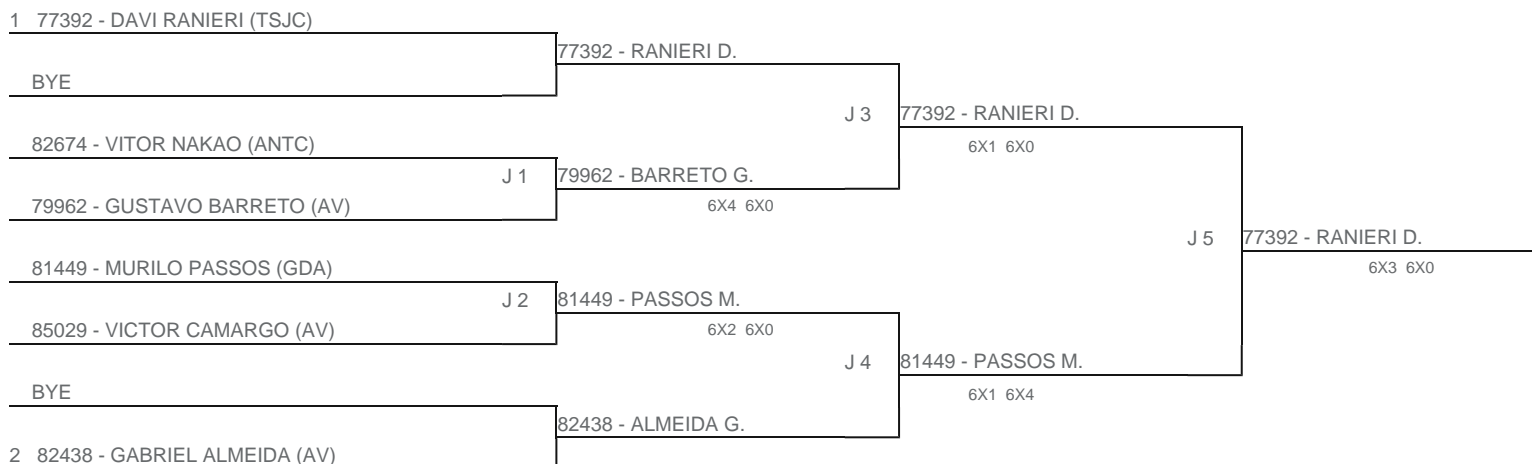 1 77392 - DAVI RANIERI (TSJC)
77392 - RANIERI D.
BYE
J 3 77392 - RANIERI D.
82674 - VITOR NAKAO (ANTC)
6X1 6X0
J 1 79962 - BARRETO G.
79962 - GUSTAVO BARRETO (AV)
6X4 6X0
J 5 77392 - RANIERI D.
81449 - MURILO PASSOS (GDA)
6X3 6X0
J 2 81449 - PASSOS M.
85029 - VICTOR CAMARGO (AV)
6X2 6X0
J 4 81449 - PASSOS M.
BYE
6X1 6X4
82438 - ALMEIDA G.
2 82438 - GABRIEL ALMEIDA (AV)